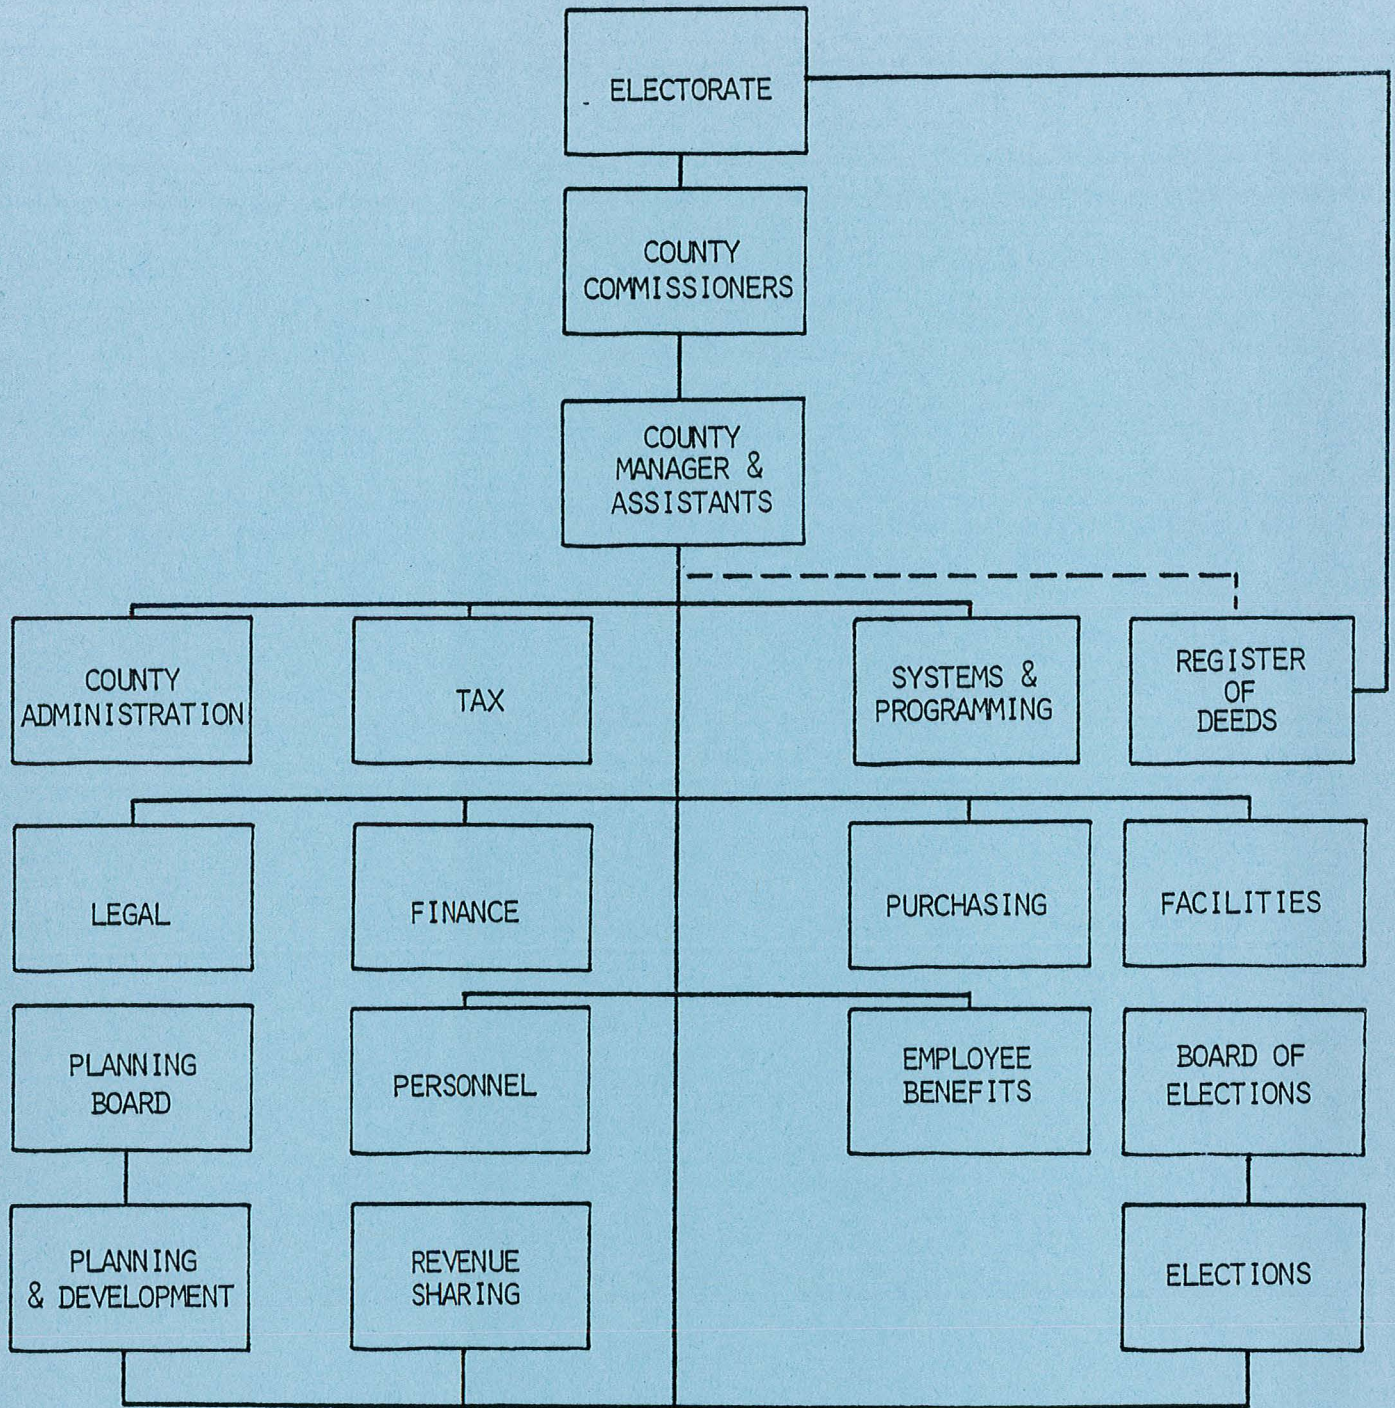 ELECTORATE
COUNTY
COMMISSIONERS
COUNTY
MANAGER &
ASSISTANTS
COUNTY
ADMINISTRATION
TAX
SYSTEMS &
PROGRAMMING
REGISTER
OF
DEEDS
LEGAL
FINANCE
PURCHASING
FACILITIES
PLANNING
BOARD
PERSONNEL
EMPLOYEE
BENEFITS
BOARD OF
ELECTIONS
PLANNING
& DEVELOPMENT
REVENUE
SHARING
ELECTIONS